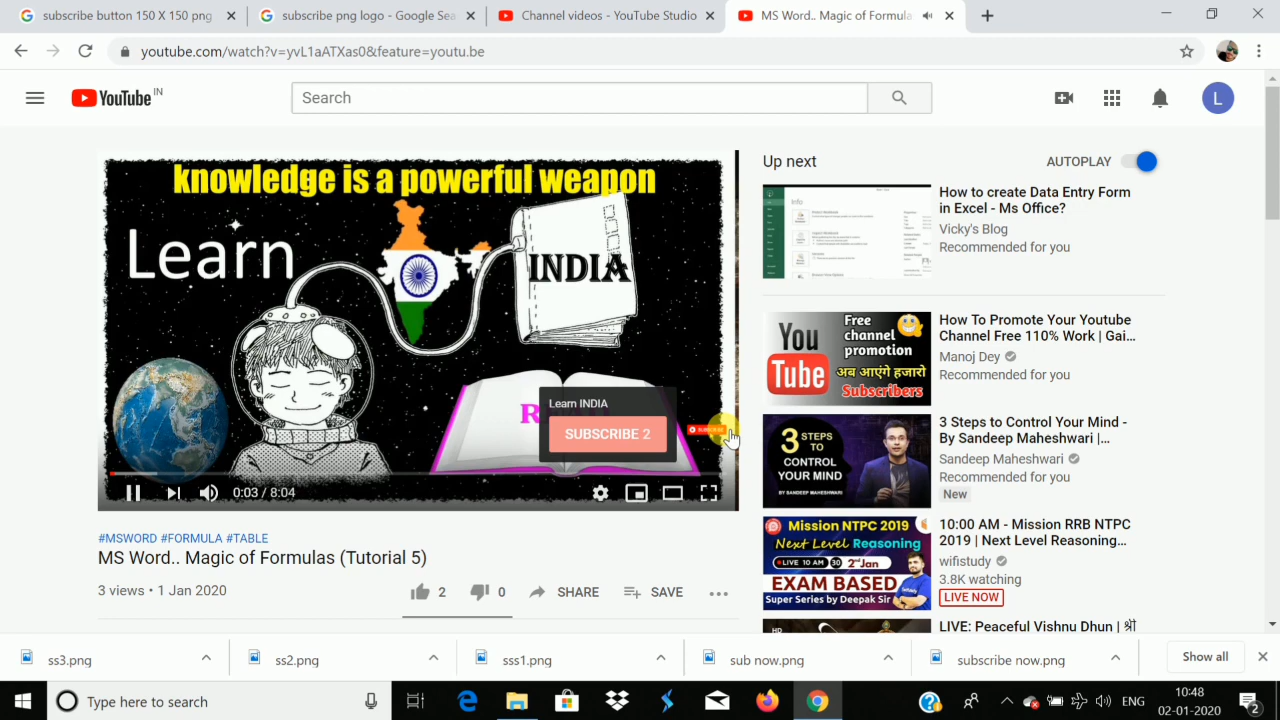 subscribe button 150 X 150 png
subscribe png logo - Google Sea
Channel videos - YouTube Studio
MS Word.. Magic of Formula
youtube.com/watch?v=yvL1aATXas0&feature=youtu.be
YouTube IN
Search
L
knowledge is a powerful weapon
Learn
INDIA
R
Learn INDIA
SUBSCRIBE 2
SUBSCRIBE
0:03 / 8:04
#MSWORD #FORMULA #TABLE
MS Word.. Magic of Formulas (Tutorial 5)
3 views • 1 Jan
2
0
SHARE
SAVE
Up next
AUTOPLAY
How to create Data Entry Form
in Excel - Ms Office?
Vicky's Blog
Recommended for you
Info
You
Tube
Free
channel
promotion
अब आएंगे हजारो
Subscribers
How To Promote Your Youtube
Channel Free 110% Work | Gai...
Manoj Dey
Recommended for you
3 STEPS
TO
CONTROL
YOUR MIND
BY SANDEEP MAHESHWARI
3 Steps to Control Your Mind -
By Sandeep Maheshwari |...
Sandeep Maheshwari
Recommended for you
New
Mission NTPC 2019
Next Level Reasoning
LIVE 10 AM 30 2nd Jan
EXAM BASED
Super Series by Deepak Sir
10:00 AM - Mission RRB NTPC
2019 | Next Level Reasoning...
wifistudy
3.8K watching
LIVE NOW
HD
LIVE: Peaceful Vishnu Dhun | श्री
ss3.png
ss2.png
sss1.png
sub now.png
subscribe now.png
Show all
Type here to search
ENG
10:48
02-01-2020
2